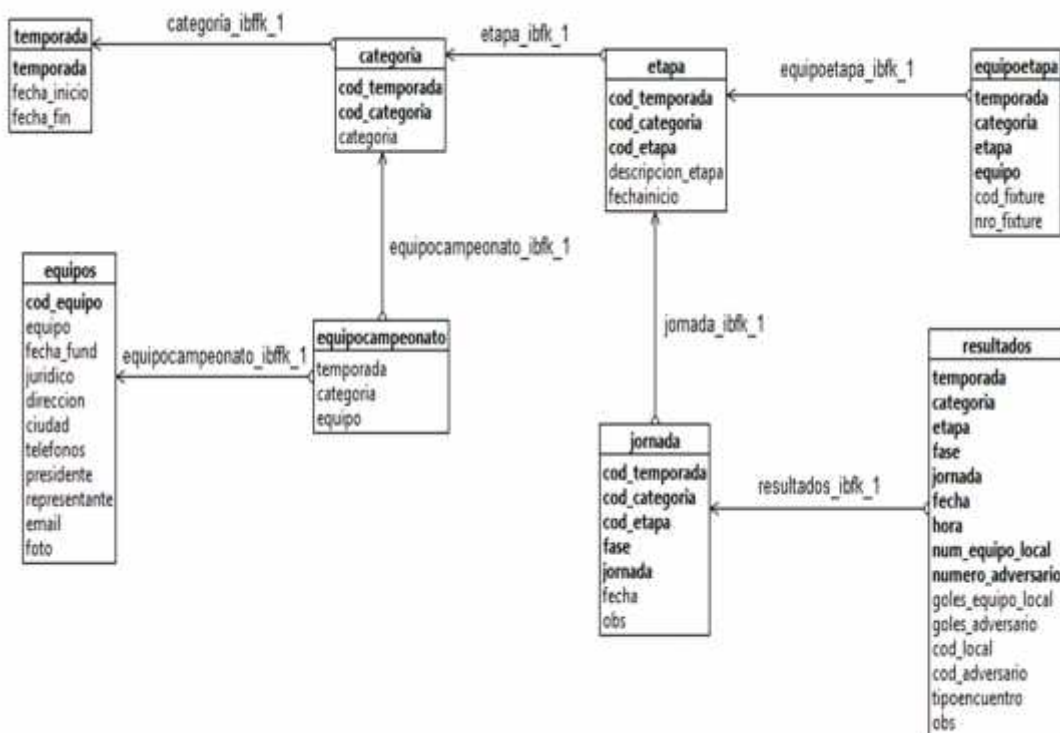 categoria_ibffk_1
temporada
temporada
fecha_inicio
fecha_fin
categoria
cod_temporada
cod_categoria
categoria
etapa_ibfk_1
etapa
cod_temporada
cod_categoria
cod_etapa
descripcion_etapa
fechainicio
equipoetapa_ibfk_1
equipoetapa
temporada
categoria
etapa
equipo
cod_fixture
nro_fixture
equipocampeonato_ibfk_1
equipos
cod_equipo
equipo
fecha_fund
juridico
direccion
ciudad
telefonos
presidente
representante
email
foto
equipocampeonato_ibffk_1
equipocampeonato
temporada
categoria
equipo
jornada_ibfk_1
jornada
cod_temporada
cod_categoria
cod_etapa
fase
jornada
fecha
obs
resultados_ibfk_1
resultados
temporada
categoria
etapa
fase
jornada
fecha
hora
num_equipo_local
numero_adversario
goles_equipo_local
goles_adversario
cod_local
cod_adversario
tipoencuentro
obs